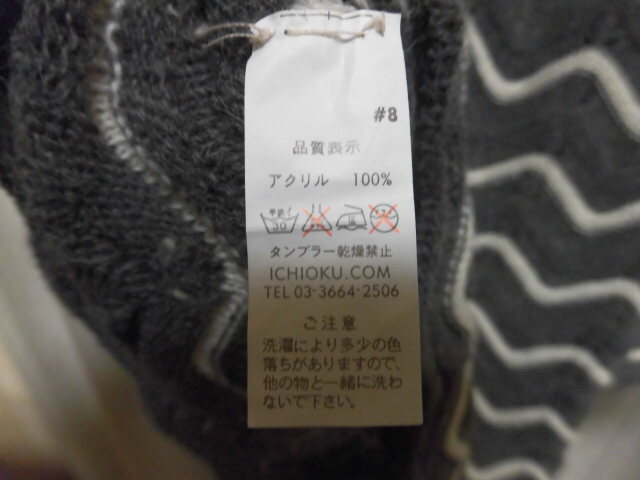 #8
品質表示
アクリル 100%
30
タンブラー乾燥禁止
ICHIOKU.COM
TEL 03-3664-2506
ご注意
洗濯により多少の色
落ちがありますので、
他の物と一緒に洗わ
ないで下さい。